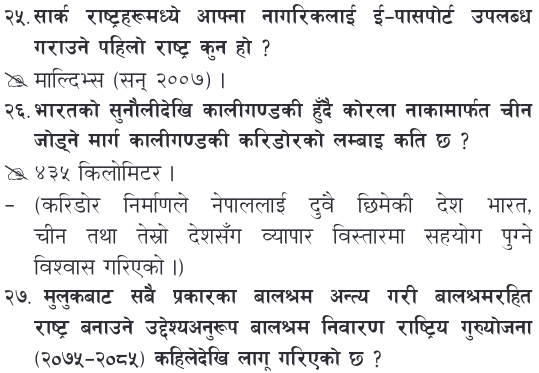 २५. सार्क राष्ट्रहरूमध्ये आफ्ना नागरिकलाई ई-पासपोर्ट उपलब्ध
गराउने पहिलो राष्ट्र कुन हो ?
माल्दिभ्स (सन् २००७) ।
२६. भारतको सुनौलीदेखि कालीगण्डकी हुँदै कोरला नाकामार्फत चीन
जोड्ने मार्ग कालीगण्डकी करिडोरको लम्बाइ कति छ ?
४३५ किलोमिटर ।
- (करिडोर निर्माणले नेपाललाई दुवै छिमेकी देश भारत,
चीन तथा तेस्रो देशसँग व्यापार विस्तारमा सहयोग पुग्ने
विश्वास गरिएको ।)
२७. मुलुकबाट सबै प्रकारका बालश्रम अन्त्य गरी बालश्रमरहित
राष्ट्र बनाउने उद्देश्यअनुरूप बालश्रम निवारण राष्ट्रिय गुरुयोजना
(२०७५-२०८५) कहिलेदेखि लागू गरिएको छ ?